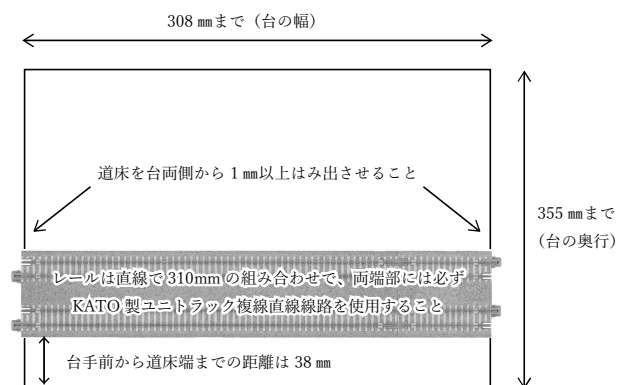 308 ㎜まで（台の幅）
道床を台両側から 1 ㎜以上はみ出させること
355 ㎜まで
（台の奥行）
レールは直線で 310mm の組み合わせで、両端部には必ず
KATO 製ユニトラック複線直線線路を使用すること
台手前から道床端までの距離は 38 ㎜